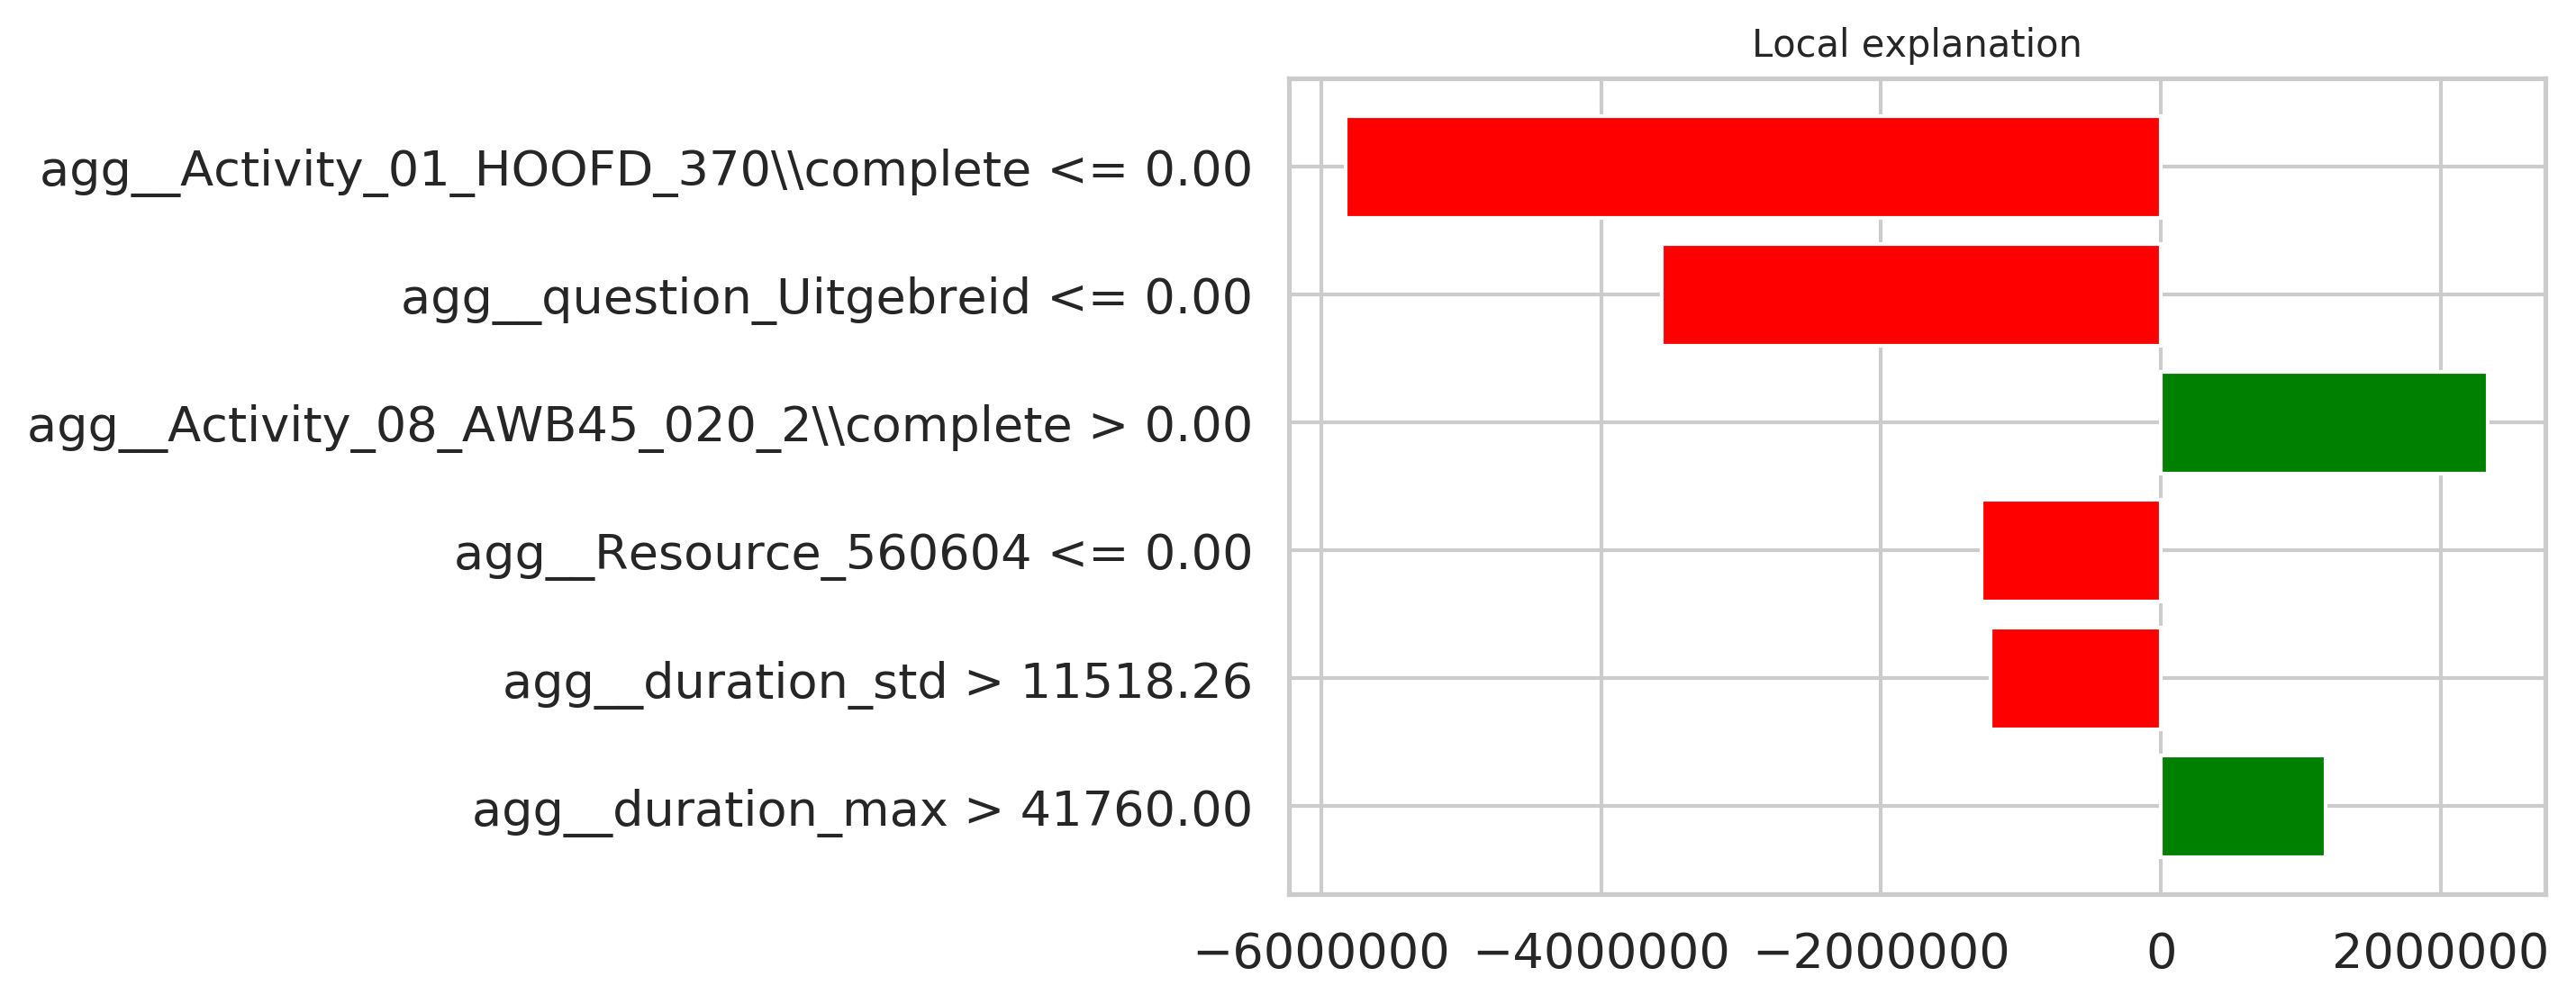 Local explanation
agg__Activity_01_HOOFD_370\\complete <= 0.00
agg__question_Uitgebreid <= 0.00
agg__Activity_08_AWB45_020_2\\complete > 0.00
agg__Resource_560604 <= 0.00
agg__duration_std > 11518.26
agg__duration_max > 41760.00
−6000000 −4000000 −2000000 0 2000000